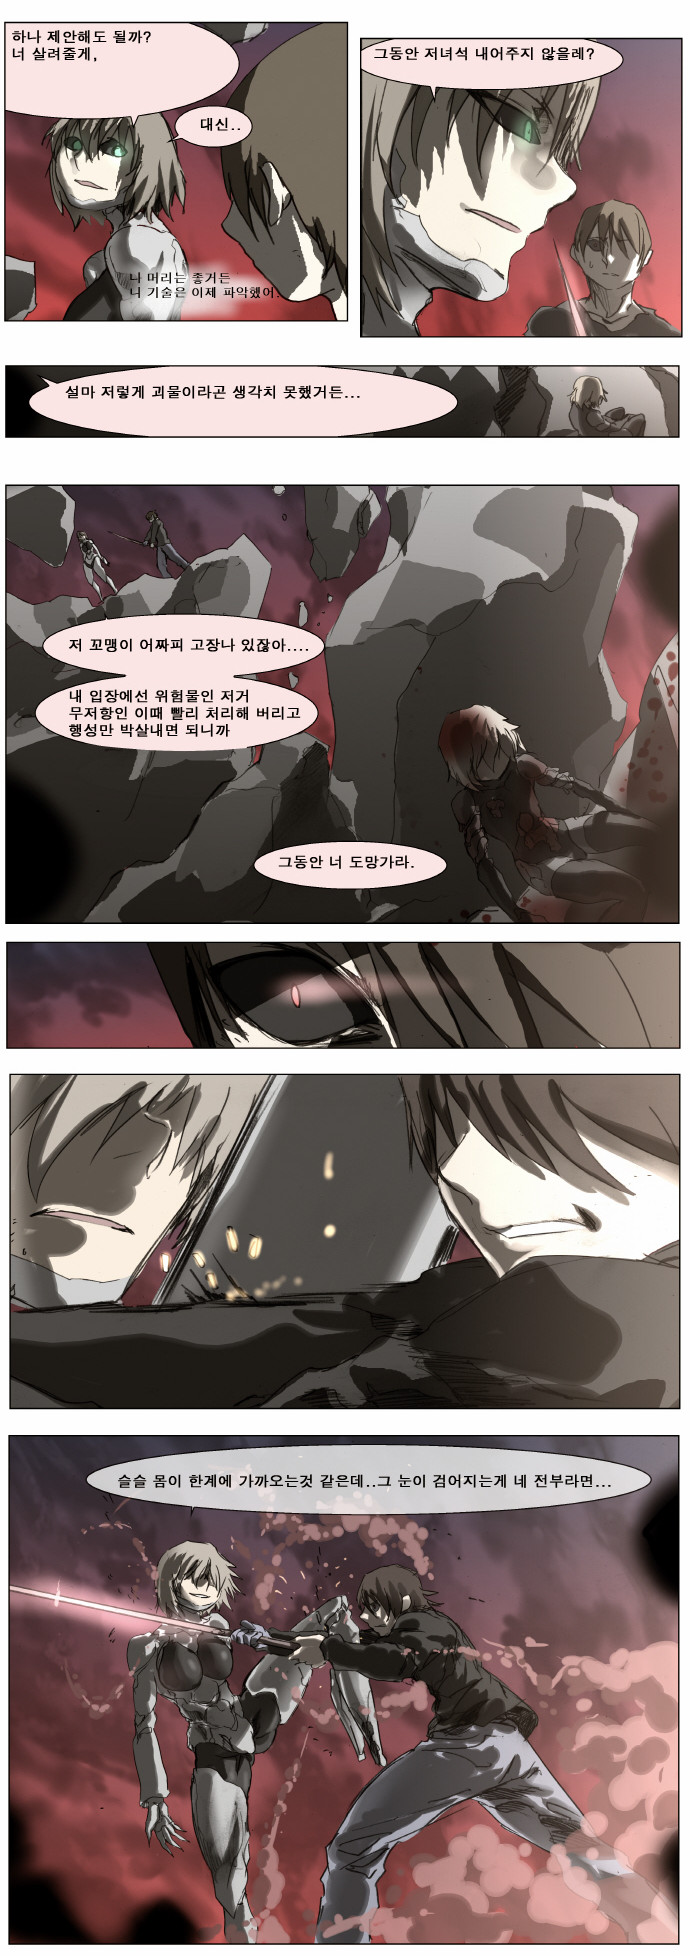 하나 제안해도 될까?
너 살려줄게,
대신..
나 머리는 좋거든
니 기술은 이제 파악했어.
그동안 저녀석 내어주지 않을레?
설마 저렇게 괴물이라곤 생각치 못했거든...
저 꼬맹이 어짜피 고장나 있잖아....
내 입장에선 위험물인 저거
무저항인 이때 빨리 처리해 버리고
행성만 박살내면 되니까
그동안 너 도망가라.
슬슬 몸이 한계에 가까오는것 같은데..그 눈이 검어지는게 네 전부라면...